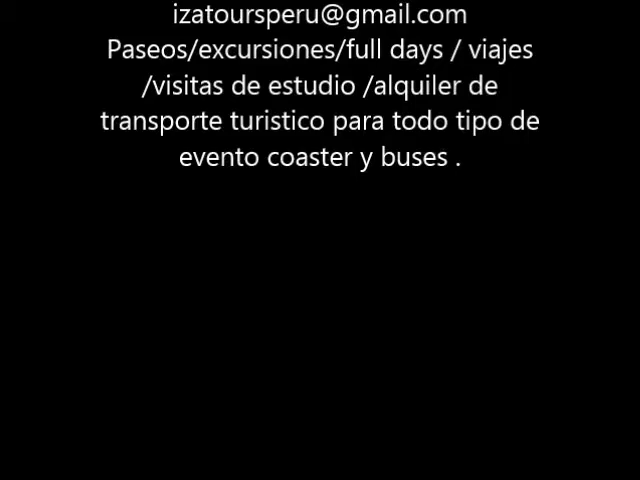 izatoursperu@gmail.com
Paseos/excursiones/full days / viajes
/visitas de estudio /alquiler de
transporte turistico para todo tipo de
evento coaster y buses .